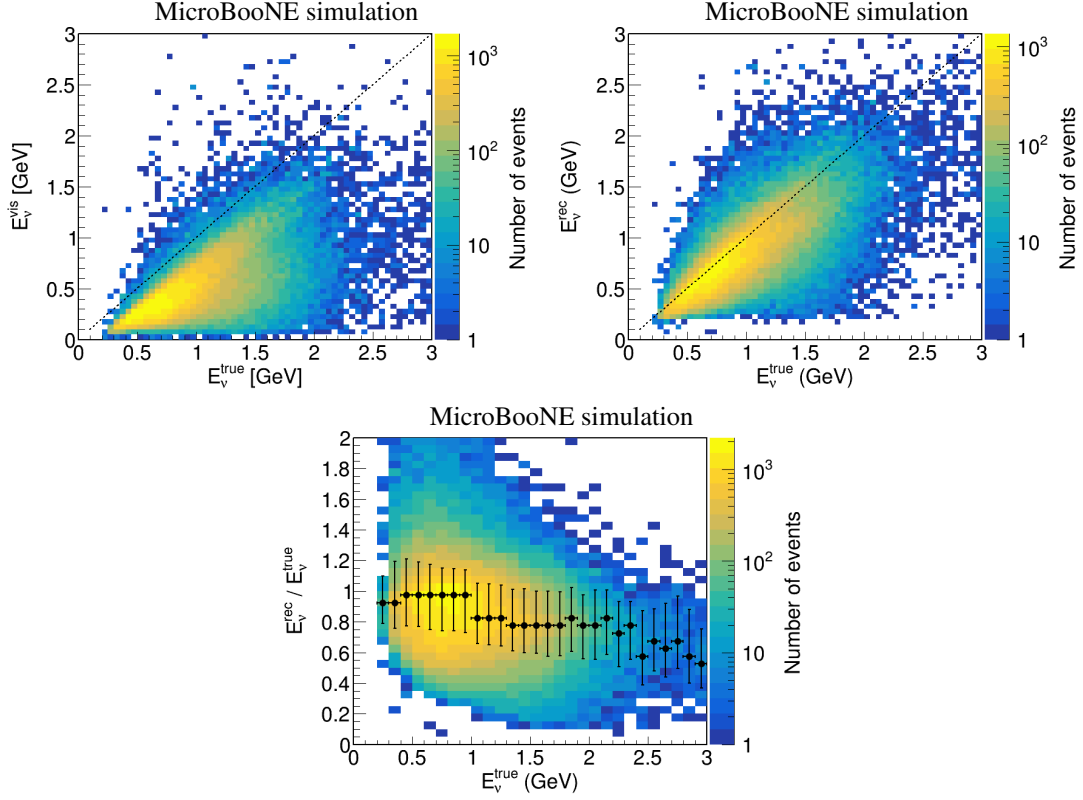 MicroBooNE simulation
3
2.5
2
1.5
1
0.5
0
E_ν^vis [GeV]
0 0.5 1 1.5 2 2.5 3
E_ν^true [GeV]
10^3
10^2
10
1
Number of events
MicroBooNE simulation
3
2.5
2
1.5
1
0.5
0
E_ν^rec (GeV)
0 0.5 1 1.5 2 2.5 3
E_ν^true (GeV)
10^3
10^2
10
1
Number of events
MicroBooNE simulation
2
1.8
1.6
1.4
1.2
1
0.8
0.6
0.4
0.2
0
E_ν^rec / E_ν^true
0 0.5 1 1.5 2 2.5 3
E_ν^true (GeV)
10^3
10^2
10
1
Number of events